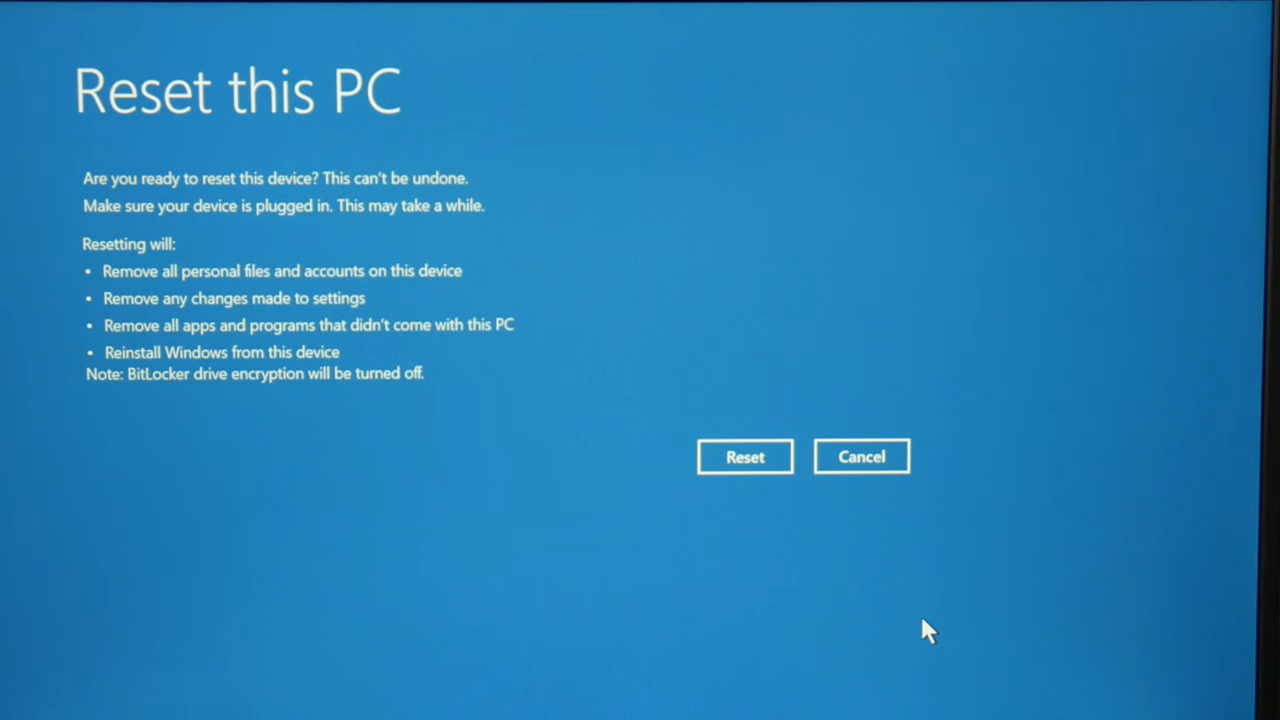 Reset this PC
Are you ready to reset this device? This can't be undone.
Make sure your device is plugged in. This may take a while.
Resetting will:
• Remove all personal files and accounts on this device
• Remove any changes made to settings
• Remove all apps and programs that didn't come with this PC
• Reinstall Windows from this device
Note: BitLocker drive encryption will be turned off.
Reset
Cancel